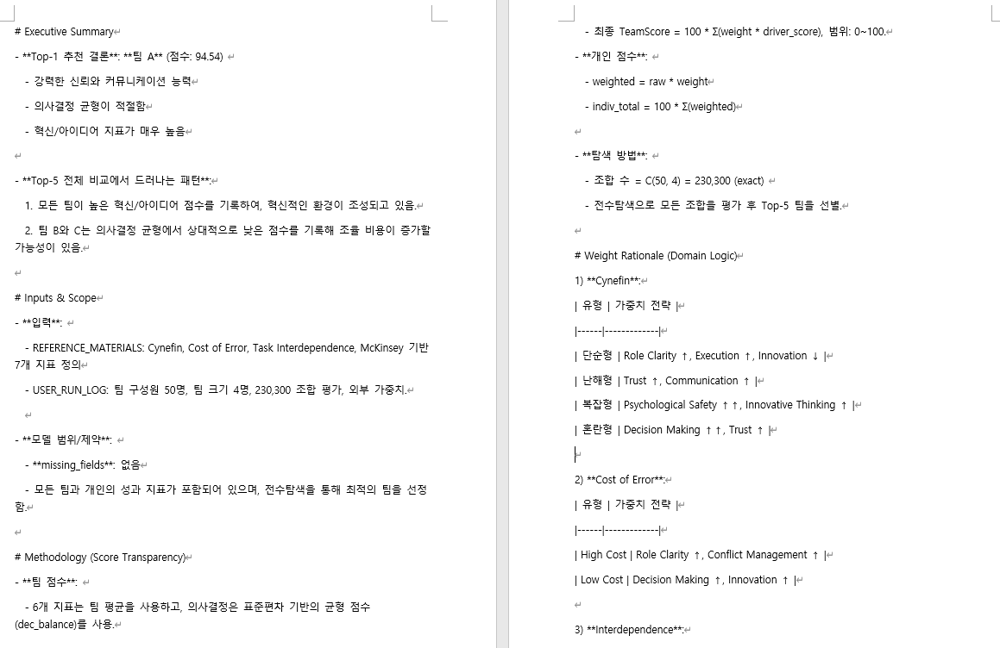 # Executive Summary
- **Top-1 추천 결론**: **팀 A** (점수: 94.54)
- 강력한 신뢰와 커뮤니케이션 능력
- 의사결정 균형이 적절함
- 혁신/아이디어 지표가 매우 높음
- **Top-5 전체 비교에서 드러나는 패턴**:
1. 모든 팀이 높은 혁신/아이디어 점수를 기록하여, 혁신적인 환경이 조성되고 있음.
2. 팀 B와 C는 의사결정 균형에서 상대적으로 낮은 점수를 기록해 조율 비용이 증가할
가능성이 있음.
# Inputs & Scope
- **입력**:
- REFERENCE_MATERIALS: Cynefin, Cost of Error, Task Interdependence, McKinsey 기반
7개 지표 정의
- USER_RUN_LOG: 팀 구성원 50명, 팀 크기 4명, 230,300 조합 평가, 외부 가중치.
- **모델 범위/제약**:
- **missing_fields**: 없음
- 모든 팀과 개인의 성과 지표가 포함되어 있으며, 전수탐색을 통해 최적의 팀을 선정
함.
# Methodology (Score Transparency)
- **팀 점수**:
- 6개 지표는 팀 평균을 사용하고, 의사결정은 표준편차 기반의 균형 점수
(dec_balance)를 사용.
- 최종 TeamScore = 100 * Σ(weight * driver_score), 범위: 0~100.
- **개인 점수**:
- weighted = raw * weight
- indiv_total = 100 * Σ(weighted)
- **탐색 방법**:
- 조합 수 = C(50, 4) = 230,300 (exact)
- 전수탐색으로 모든 조합을 평가 후 Top-5 팀을 선별.
# Weight Rationale (Domain Logic)
1) **Cynefin**:
| 유형 | 가중치 전략 |
|------|-------------|
| 단순형 | Role Clarity ↑, Execution ↑, Innovation ↓ |
| 난해형 | Trust ↑, Communication ↑ |
| 복잡형 | Psychological Safety ↑↑, Innovative Thinking ↑ |
| 혼란형 | Decision Making ↑↑, Trust ↑ |
2) **Cost of Error**:
| 유형 | 가중치 전략 |
|------|-------------|
| High Cost | Role Clarity ↑, Conflict Management ↑ |
| Low Cost | Decision Making ↑, Innovation ↑ |
3) **Interdependence**: